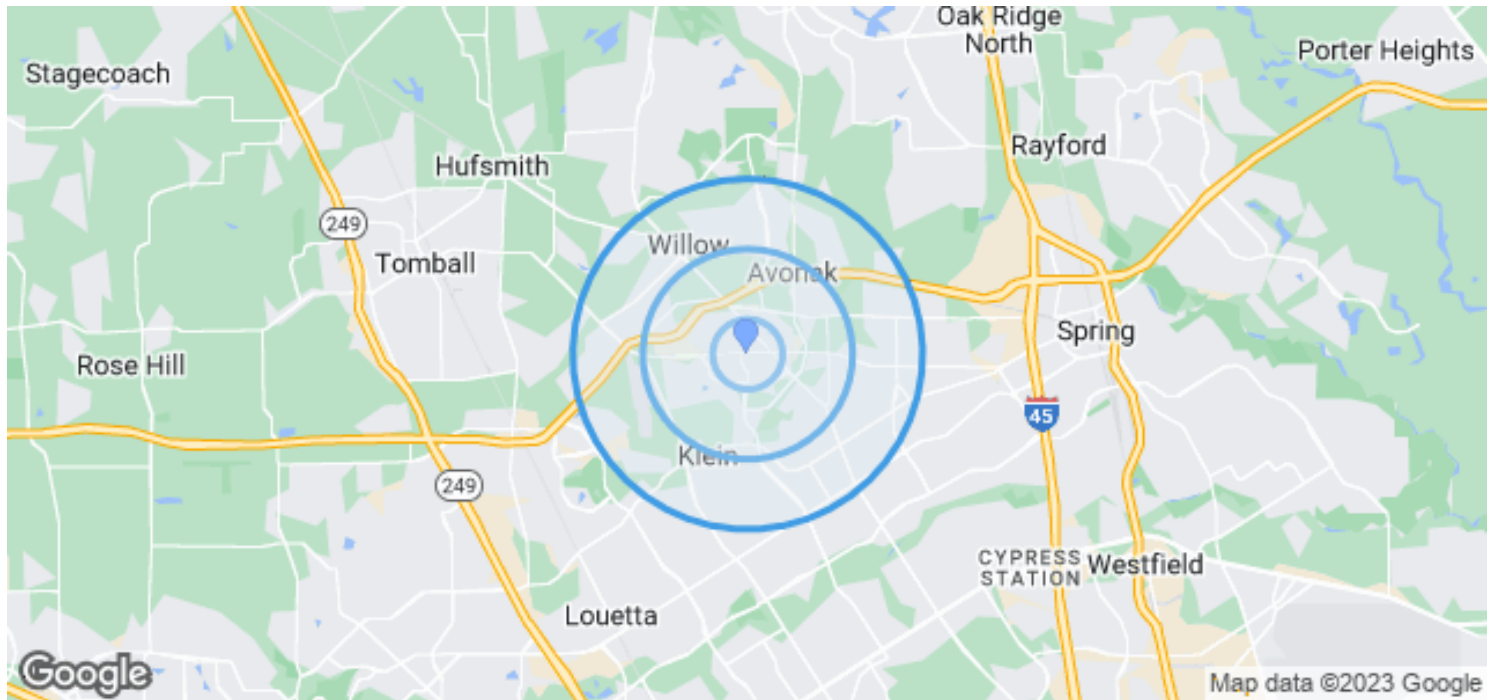 Oak Ridge
North
Porter Heights
Stagecoach
Rayford
Hufsmith
249
Willow
Tomball
Avonak
Spring
Rose Hill
45
Klein
249
CYPRESS
STATION
Westfield
Louetta
Google
Map data ©2023 Google